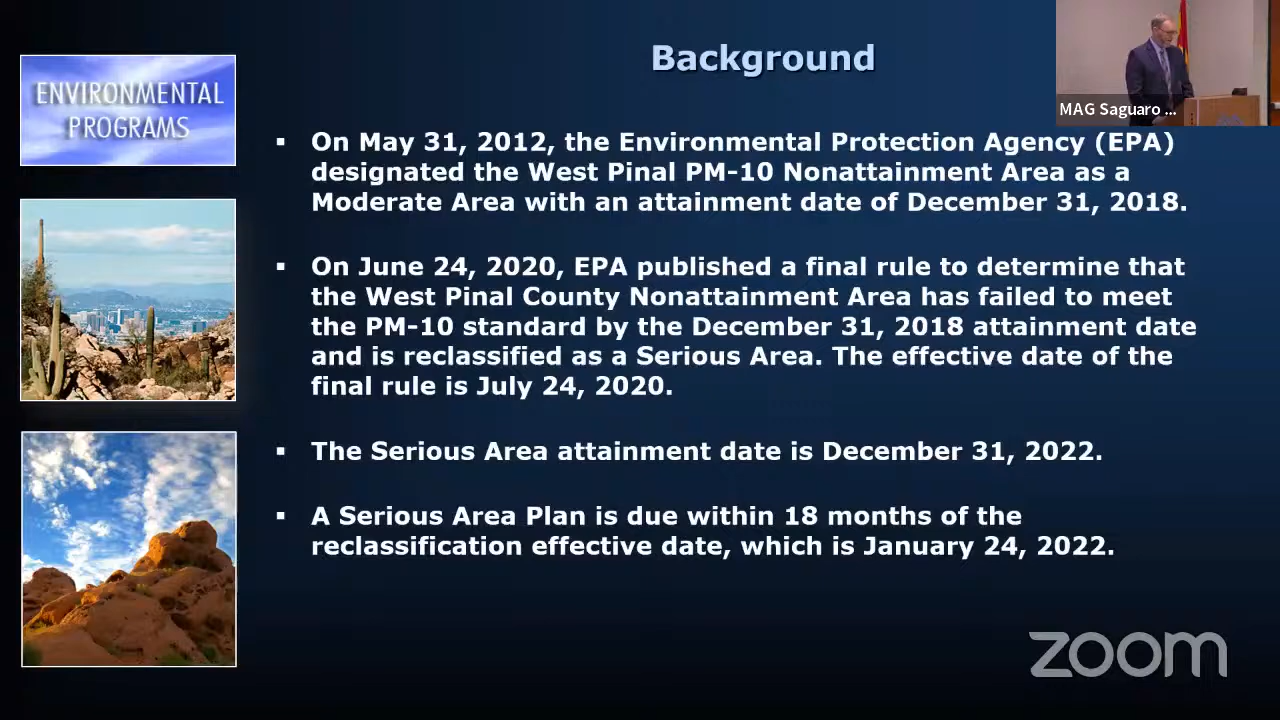 ENVIRONMENTAL
PROGRAMS
Background
MAG Saguaro ...
▪ On May 31, 2012, the Environmental Protection Agency (EPA)
designated the West Pinal PM-10 Nonattainment Area as a
Moderate Area with an attainment date of December 31, 2018.
▪ On June 24, 2020, EPA published a final rule to determine that
the West Pinal County Nonattainment Area has failed to meet
the PM-10 standard by the December 31, 2018 attainment date
and is reclassified as a Serious Area. The effective date of the
final rule is July 24, 2020.
▪ The Serious Area attainment date is December 31, 2022.
▪ A Serious Area Plan is due within 18 months of the
reclassification effective date, which is January 24, 2022.
zoom